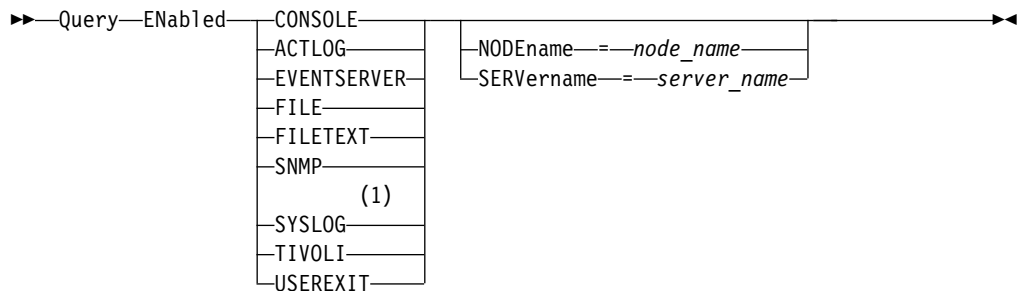 Query ENabled CONSOLE
ACTLOG NODEname = node_name
EVENTSERVER SERVername = server_name
FILE
FILETEXT
SNMP
(1)
SYSLOG
TIVOLI
USEREXIT